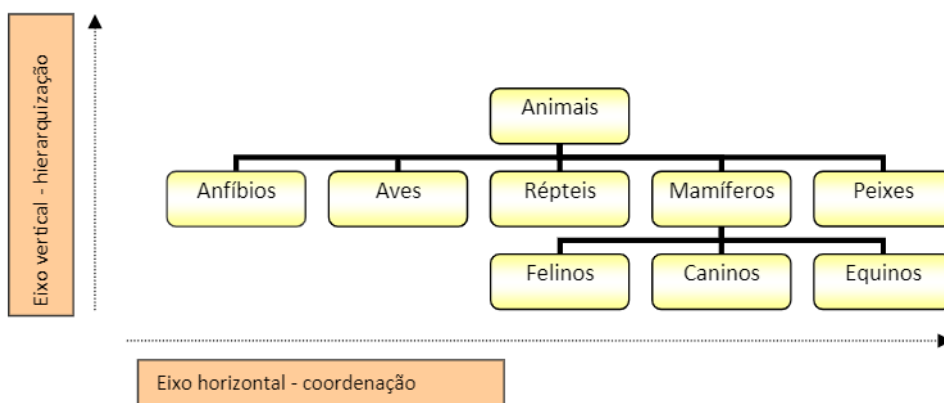 Eixo vertical - hierarquização
Animais
Anfíbios
Aves
Répteis
Mamíferos
Peixes
Felinos
Caninos
Equinos
Eixo horizontal - coordenação